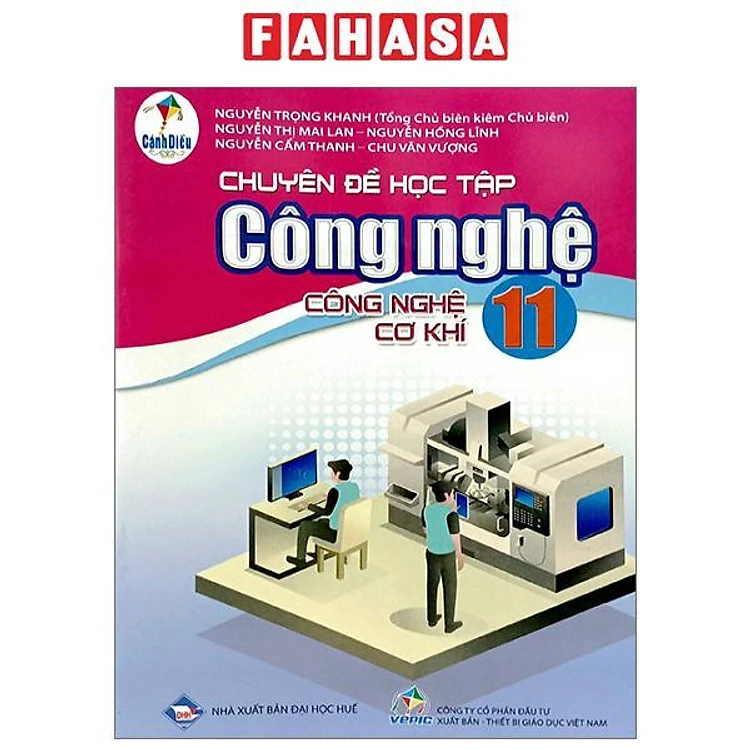 FAHASA
Cánh Diều
NGUYỄN TRỌNG KHANH (Tổng Chủ biên kiêm Chủ biên)
NGUYỄN THỊ MAI LAN – NGUYỄN HỒNG LĨNH
NGUYỄN CẨM THANH – CHU VĂN VƯỢNG
CHUYÊN ĐỀ HỌC TẬP
Công nghệ
CÔNG NGHỆ
CƠ KHÍ
11
DHH
NHÀ XUẤT BẢN ĐẠI HỌC HUẾ
VEPIC
CÔNG TY CỔ PHẦN ĐẦU TƯ
XUẤT BẢN – THIẾT BỊ GIÁO DỤC VIỆT NAM